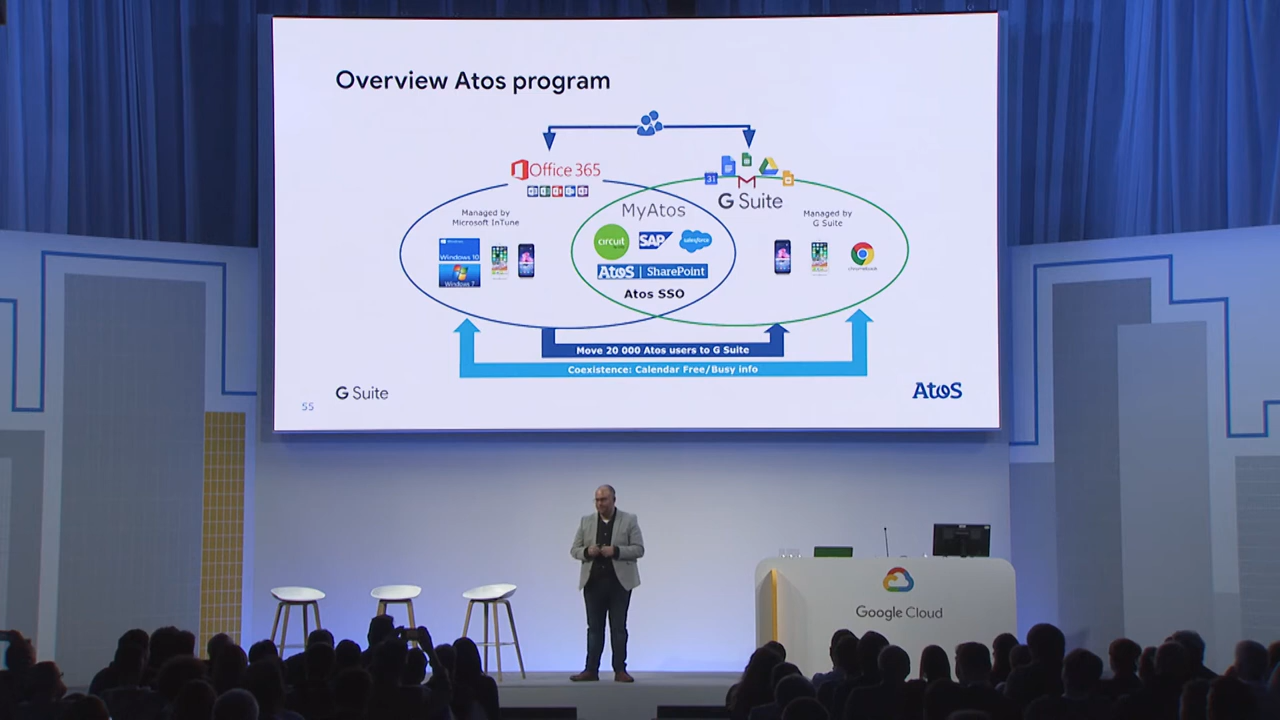 Overview Atos program
Office 365
31
G Suite
Managed by
Microsoft InTune
MyAtos
Managed by
G Suite
Windows 10
Windows 7
circuit
SAP
salesforce
chromebook
Atos | SharePoint
Atos SSO
Move 20 000 Atos users to G Suite
Coexistence: Calendar Free/Busy info
55
G Suite
Atos
Google Cloud